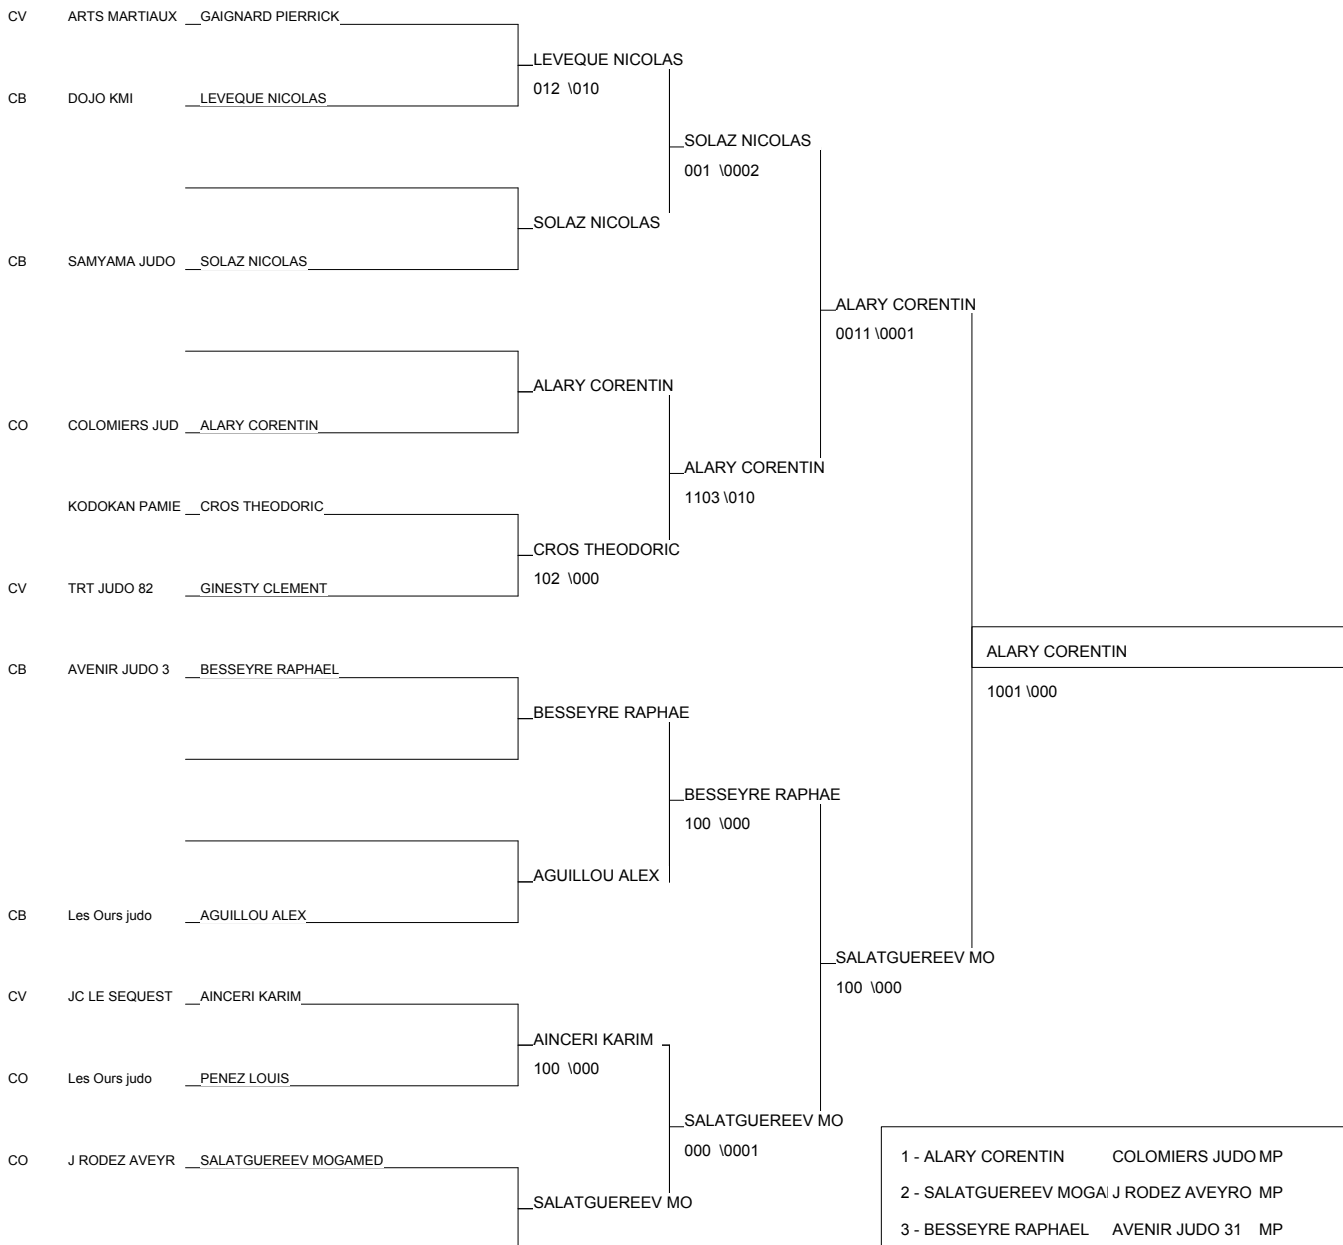 CV ARTS MARTIAUX GAIGNARD PIERRICK
LEVEQUE NICOLAS
012 \010
CB DOJO KMI LEVEQUE NICOLAS
SOLAZ NICOLAS
001 \0002
SOLAZ NICOLAS
CB SAMYAMA JUDO SOLAZ NICOLAS
ALARY CORENTIN
0011 \0001
ALARY CORENTIN
CO COLOMIERS JUD ALARY CORENTIN
ALARY CORENTIN
1103 \010
KODOKAN PAMIE CROS THEODORIC
CROS THEODORIC
102 \000
CV TRT JUDO 82 GINESTY CLEMENT
ALARY CORENTIN
1001 \000
CB AVENIR JUDO 3 BESSEYRE RAPHAEL
BESSEYRE RAPHAE
BESSEYRE RAPHAE
100 \000
AGUILLOU ALEX
CB Les Ours judo AGUILLOU ALEX
SALATGUEREEV MO
100 \000
CV JC LE SEQUEST AINCERI KARIM
AINCERI KARIM
100 \000
CO Les Ours judo PENEZ LOUIS
SALATGUEREEV MO
000 \0001
CO J RODEZ AVEYR SALATGUEREEV MOGAMED
SALATGUEREEV MO
1 - ALARY CORENTIN COLOMIERS JUDO MP
2 - SALATGUEREEV MOGA J RODEZ AVEYRO MP
3 - BESSEYRE RAPHAEL AVENIR JUDO 31 MP